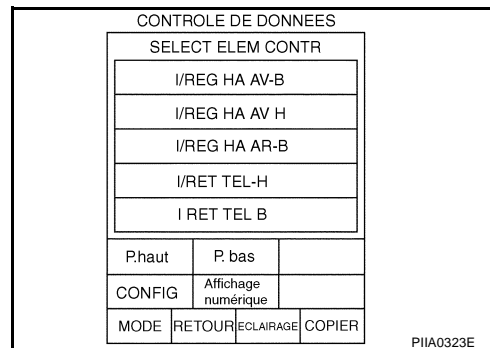 CONTROLE DE DONNEES
SELECT ELEM CONTR
I/REG HA AV-B
I/REG HA AV H
I/REG HA AR-B
I/RET TEL-H
I RET TEL B
P.haut P. bas
CONFIG Affichage
numérique
MODE RETOUR ECLAIRAGE COPIER
PIIA0323E